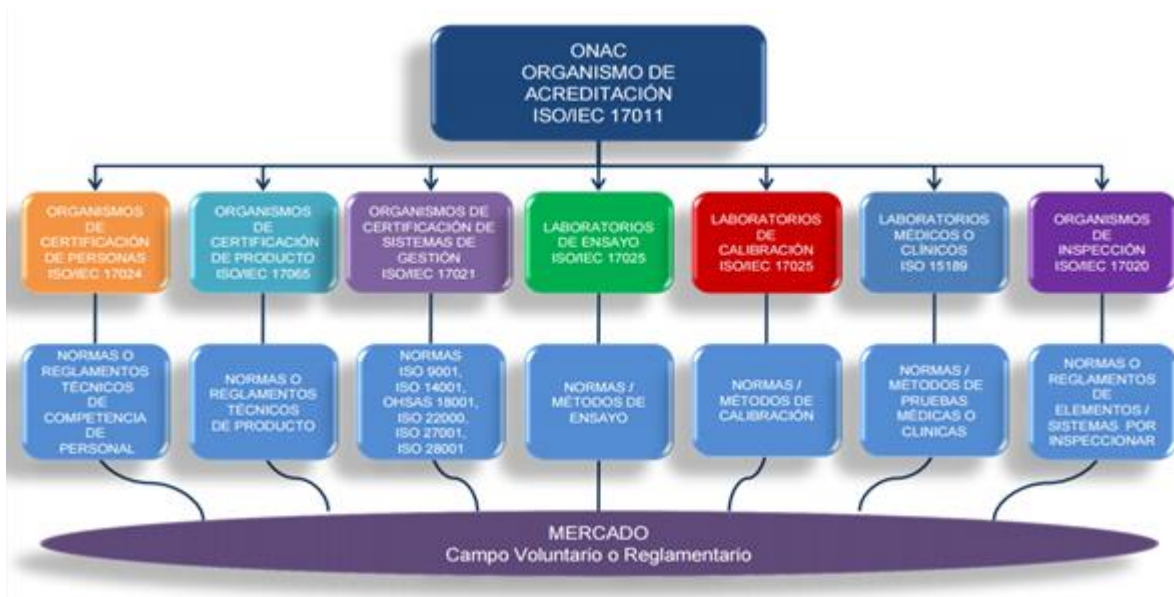 ONAC
ORGANISMO DE
ACREDITACIÓN
ISO/IEC 17011
ORGANISMOS
DE
CERTIFICACIÓN
DE PERSONAS
ISO/IEC 17024
ORGANISMOS
DE
CERTIFICACIÓN
DE PRODUCTO
ISO/IEC 17065
ORGANISMOS DE
CERTIFICACIÓN DE
SISTEMAS DE
GESTIÓN
ISO/IEC 17021
LABORATORIOS
DE ENSAYO
ISO/IEC 17025
LABORATORIOS
DE
CALIBRACIÓN
ISO/IEC 17025
LABORATORIOS
MÉDICOS O
CLÍNICOS
ISO 15189
ORGANISMOS
DE
INSPECCIÓN
ISO/IEC 17020
NORMAS O
REGLAMENTOS
TÉCNICOS
DE
COMPETENCIA
DE
PERSONAL
NORMAS O
REGLAMENTOS
TÉCNICOS
DE PRODUCTO
NORMAS
ISO 9001,
ISO 14001,
OHSAS 18001,
ISO 22000,
ISO 27001,
ISO 28001
NORMAS /
MÉTODOS DE
ENSAYO
NORMAS /
MÉTODOS DE
CALIBRACIÓN
NORMAS /
MÉTODOS DE
PRUEBAS
MÉDICAS O
CLINICAS
NORMAS O
REGLAMENTOS
DE
ELEMENTOS /
SISTEMAS POR
INSPECCIONAR
MERCADO
Campo Voluntario o Reglamentario